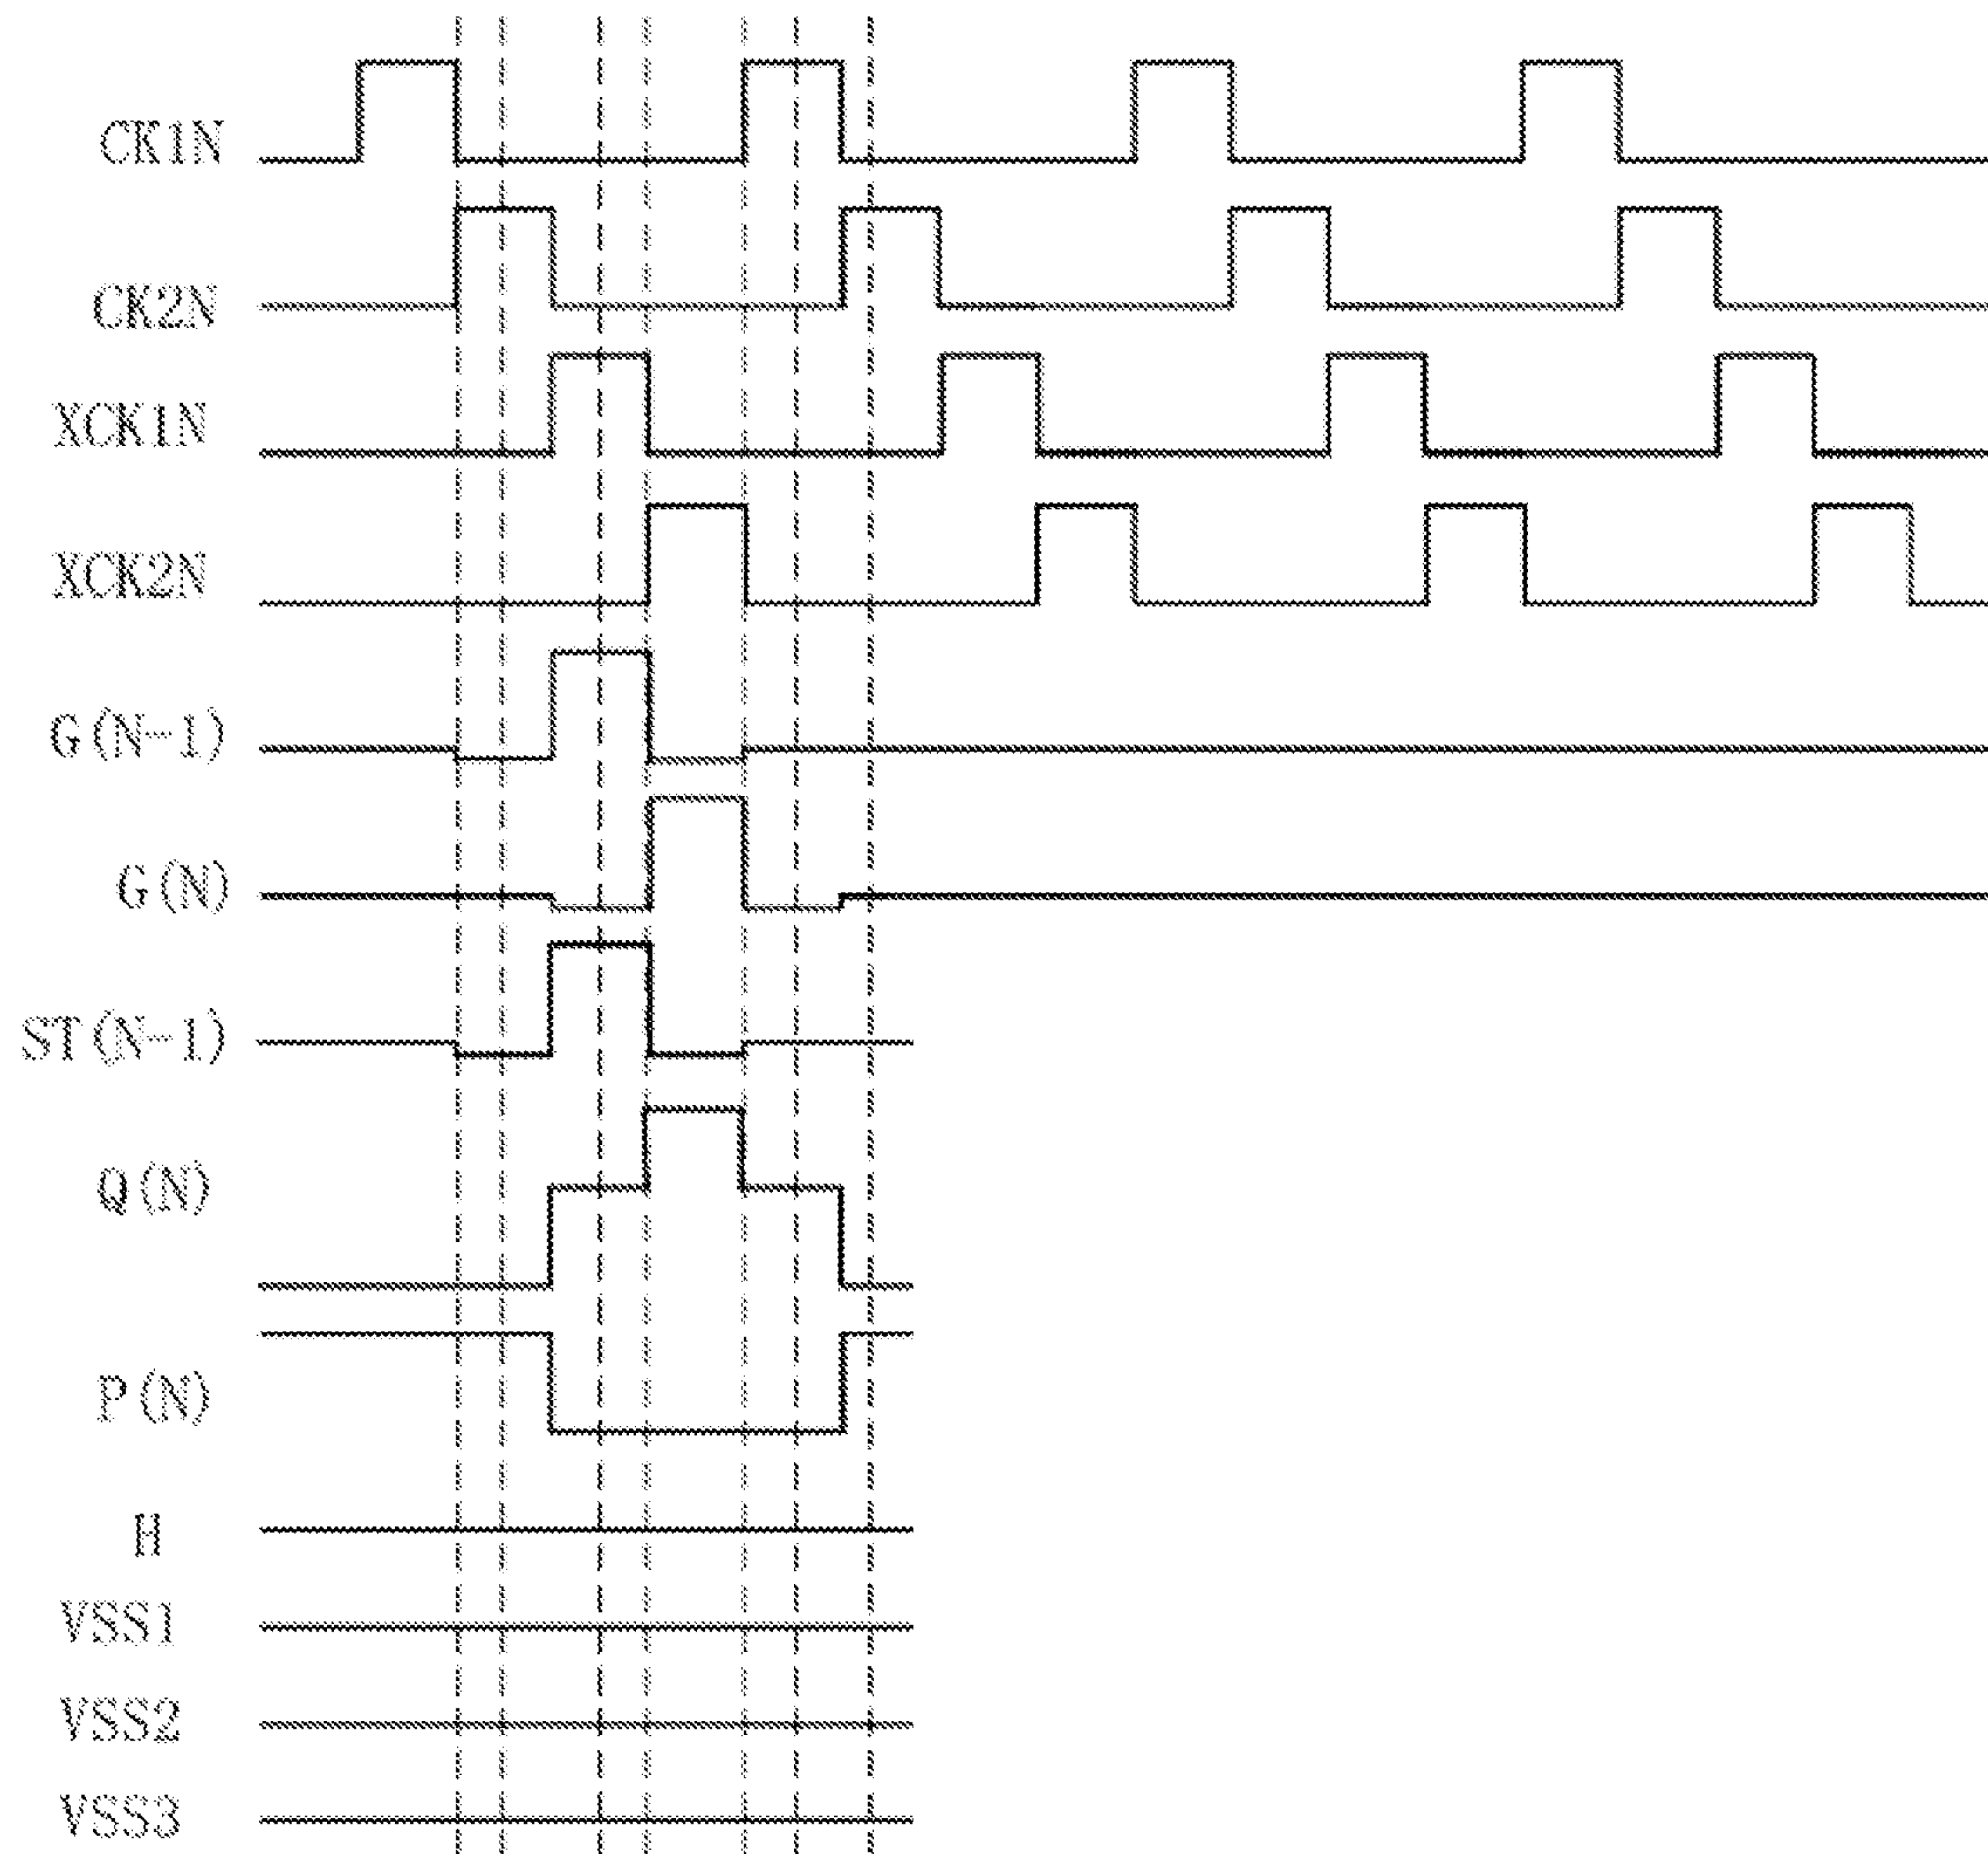 CK1N
CK2N
XCK1N
XCK2N
G(N-1)
G(N)
ST(N-1)
Q(N)
P(N)
H
VSS1
VSS2
VSS3